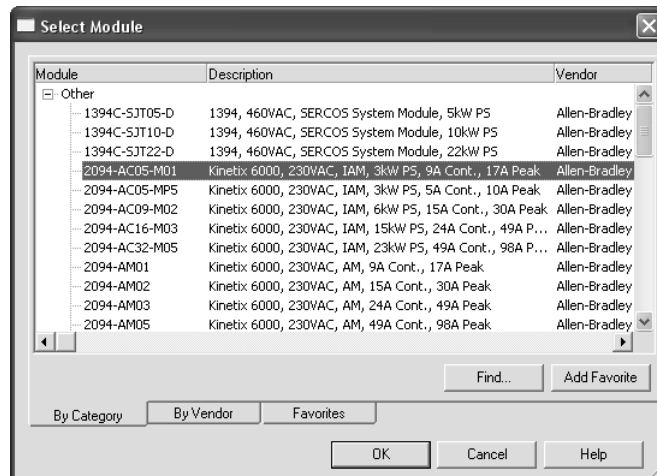 Select Module
Module Description Vendor
Other
1394C-SJT05-D 1394, 460VAC, SERCOS System Module, 5kW PS Allen-Bradley
1394C-SJT10-D 1394, 460VAC, SERCOS System Module, 10kW PS Allen-Bradley
1394C-SJT22-D 1394, 460VAC, SERCOS System Module, 22kW PS Allen-Bradley
2094-AC05-M01 Kinetix 6000, 230VAC, IAM, 3kW PS, 9A Cont., 17A Peak Allen-Bradley
2094-AC05-MP5 Kinetix 6000, 230VAC, IAM, 3kW PS, 5A Cont., 10A Peak Allen-Bradley
2094-AC09-M02 Kinetix 6000, 230VAC, IAM, 6kW PS, 15A Cont., 30A Peak Allen-Bradley
2094-AC16-M03 Kinetix 6000, 230VAC, IAM, 15kW PS, 24A Cont., 49A P... Allen-Bradley
2094-AC32-M05 Kinetix 6000, 230VAC, IAM, 23kW PS, 49A Cont., 98A P... Allen-Bradley
2094-AM01 Kinetix 6000, 230VAC, AM, 9A Cont., 17A Peak Allen-Bradley
2094-AM02 Kinetix 6000, 230VAC, AM, 15A Cont., 30A Peak Allen-Bradley
2094-AM03 Kinetix 6000, 230VAC, AM, 24A Cont., 49A Peak Allen-Bradley
2094-AM05 Kinetix 6000, 230VAC, AM, 49A Cont., 98A Peak Allen-Bradley
Find... Add Favorite
By Category By Vendor Favorites
OK Cancel Help